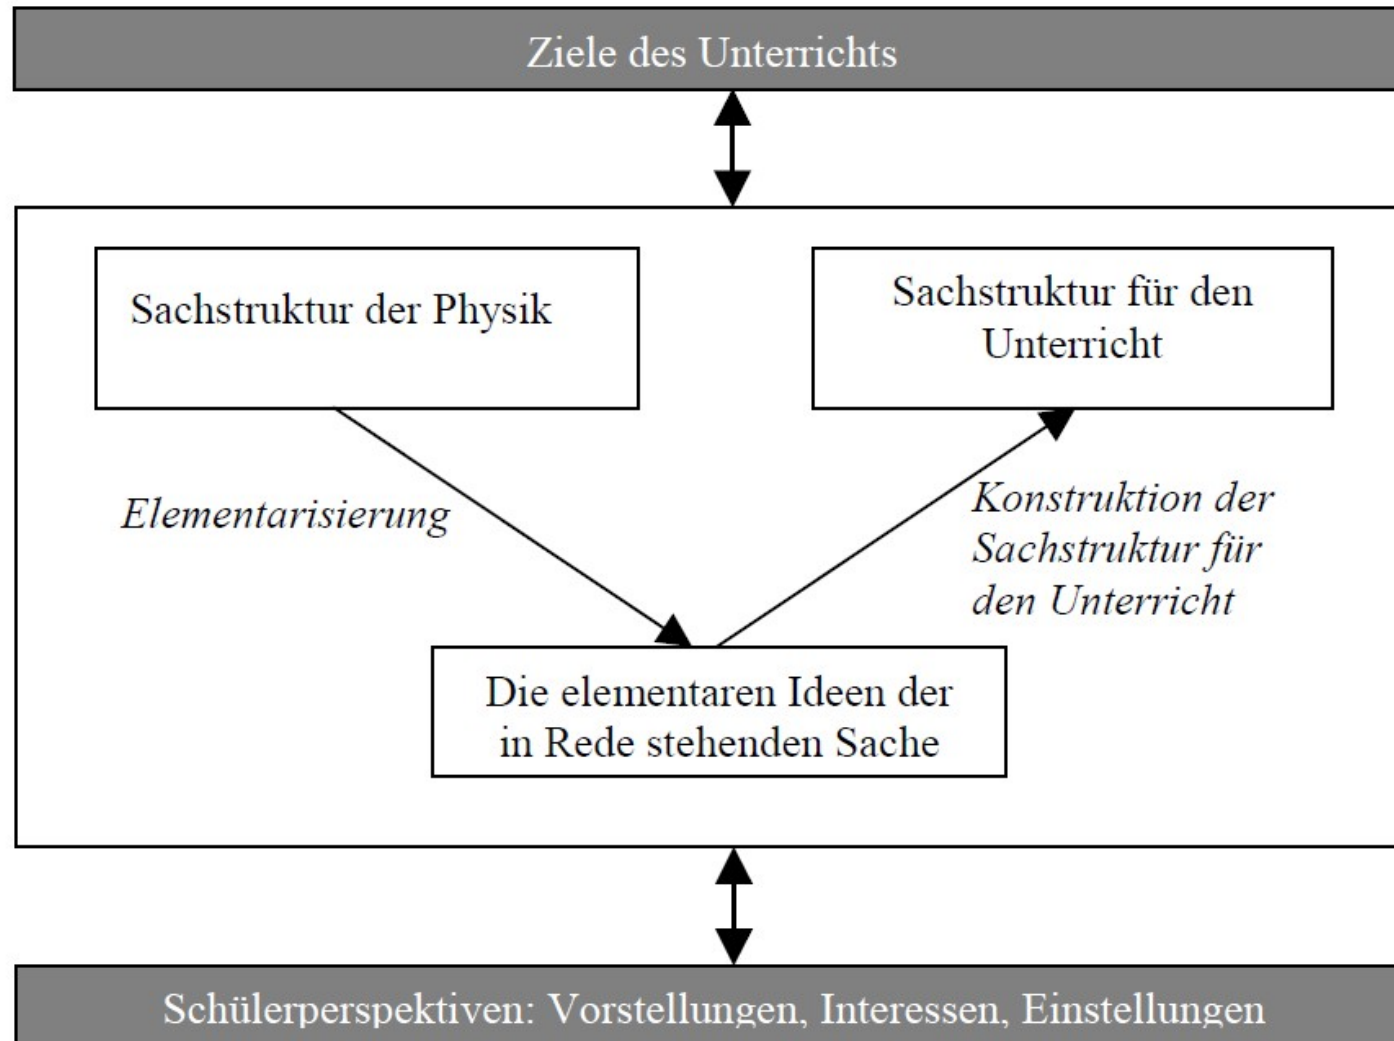 Ziele des Unterrichts
Sachstruktur der Physik
Sachstruktur für den
Unterricht
Elementarisierung
Konstruktion der
Sachstruktur für
den Unterricht
Die elementaren Ideen der
in Rede stehenden Sache
Schülerperspektiven: Vorstellungen, Interessen, Einstellungen